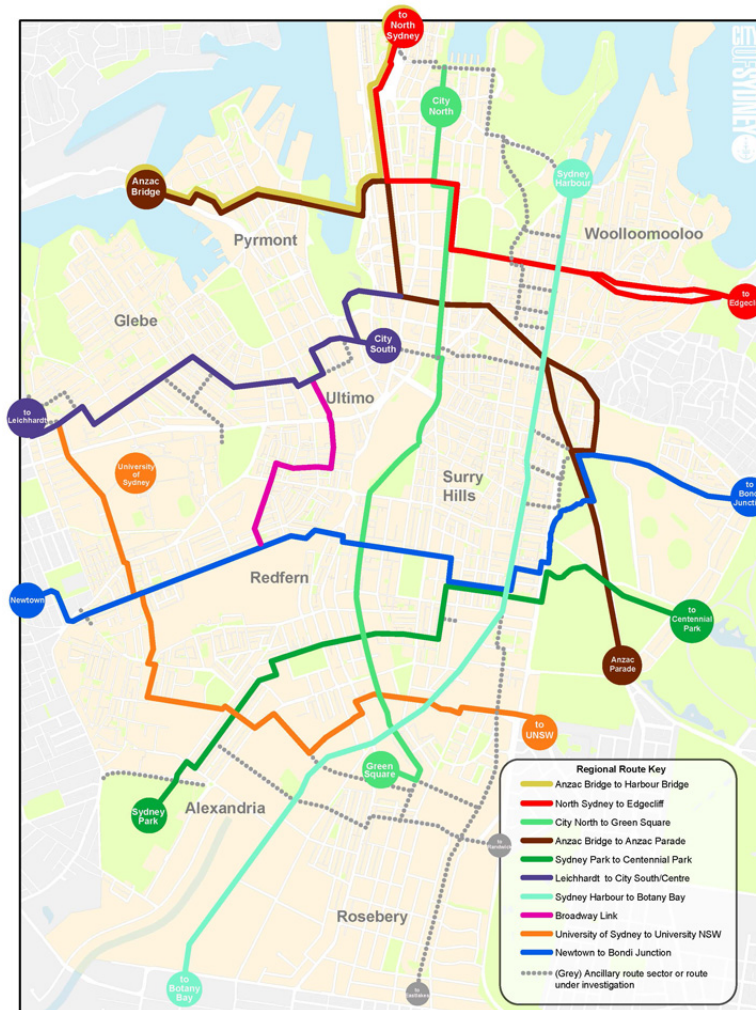 to
North
Sydney
CITY OF SYDNEY
City
North
Anzac
Bridge
Sydney
Harbour
Pyrmont
Woolloomooloo
to
Edgecli
Glebe
City
South
Ultimo
to
Leichhardt
University of
Sydney
Surry
Hills
to
Bond
Junctio
Redfern
Newtown
to
Centennial
Park
Anzac
Parade
to
UNSW
Green
Square
Sydney
Park
Alexandria
Regional Route Key
Anzac Bridge to Harbour Bridge
North Sydney to Edgecliff
City North to Green Square
Anzac Bridge to Anzac Parade
Sydney Park to Centennial Park
Leichhardt to City South/Centre
Sydney Harbour to Botany Bay
Broadway Link
University of Sydney to University NSW
Newtown to Bondi Junction
(Grey) Ancillary route sector or route
under investigation
to
Randwick
Rosebery
to
Botany
Bay
to
Eastlakes